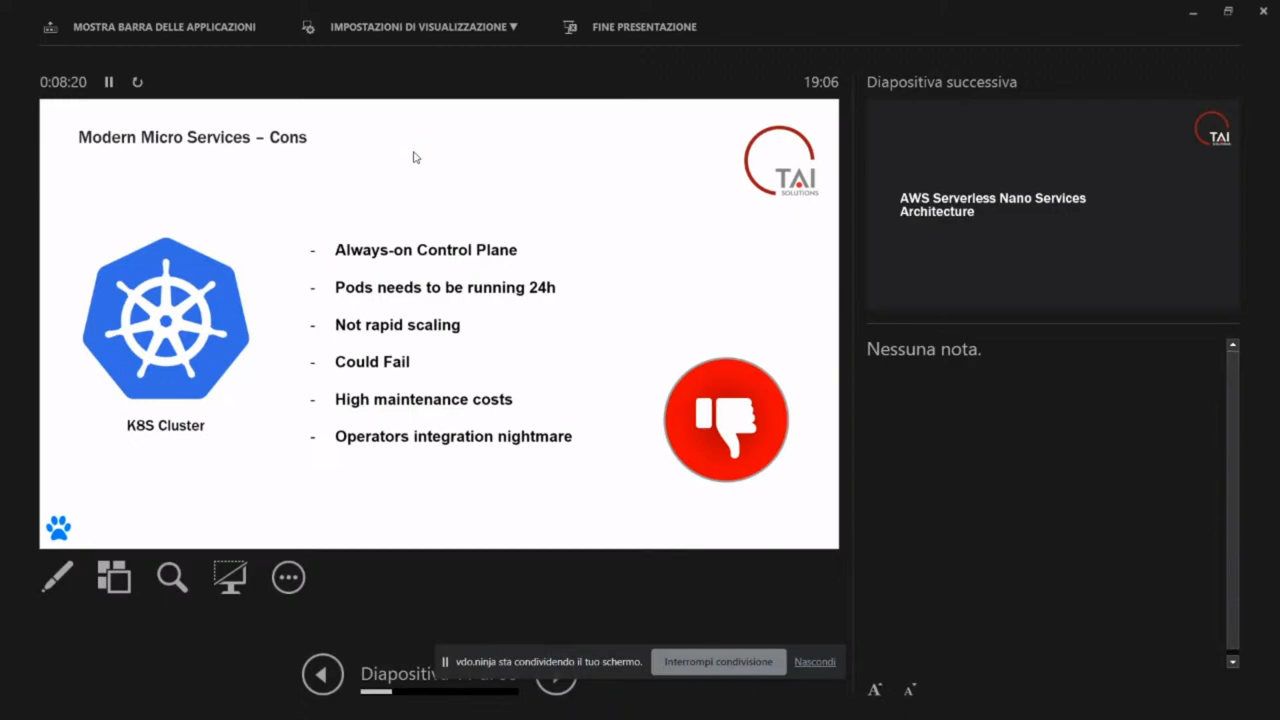 MOSTRA BARRA DELLE APPLICAZIONI
IMPOSTAZIONI DI VISUALIZZAZIONE ▼
FINE PRESENTAZIONE
0:08:20
19:06
Diapositiva successiva
Modern Micro Services – Cons
TAI
SOLUTIONS
- Always-on Control Plane
- Pods needs to be running 24h
- Not rapid scaling
- Could Fail
- High maintenance costs
- Operators integration nightmare
K8S Cluster
TAI
SOLUTIONS
AWS Serverless Nano Services
Architecture
Nessuna nota.
vdo.ninja sta condividendo il tuo schermo.
Interrompi condivisione
Nascondi
A
A